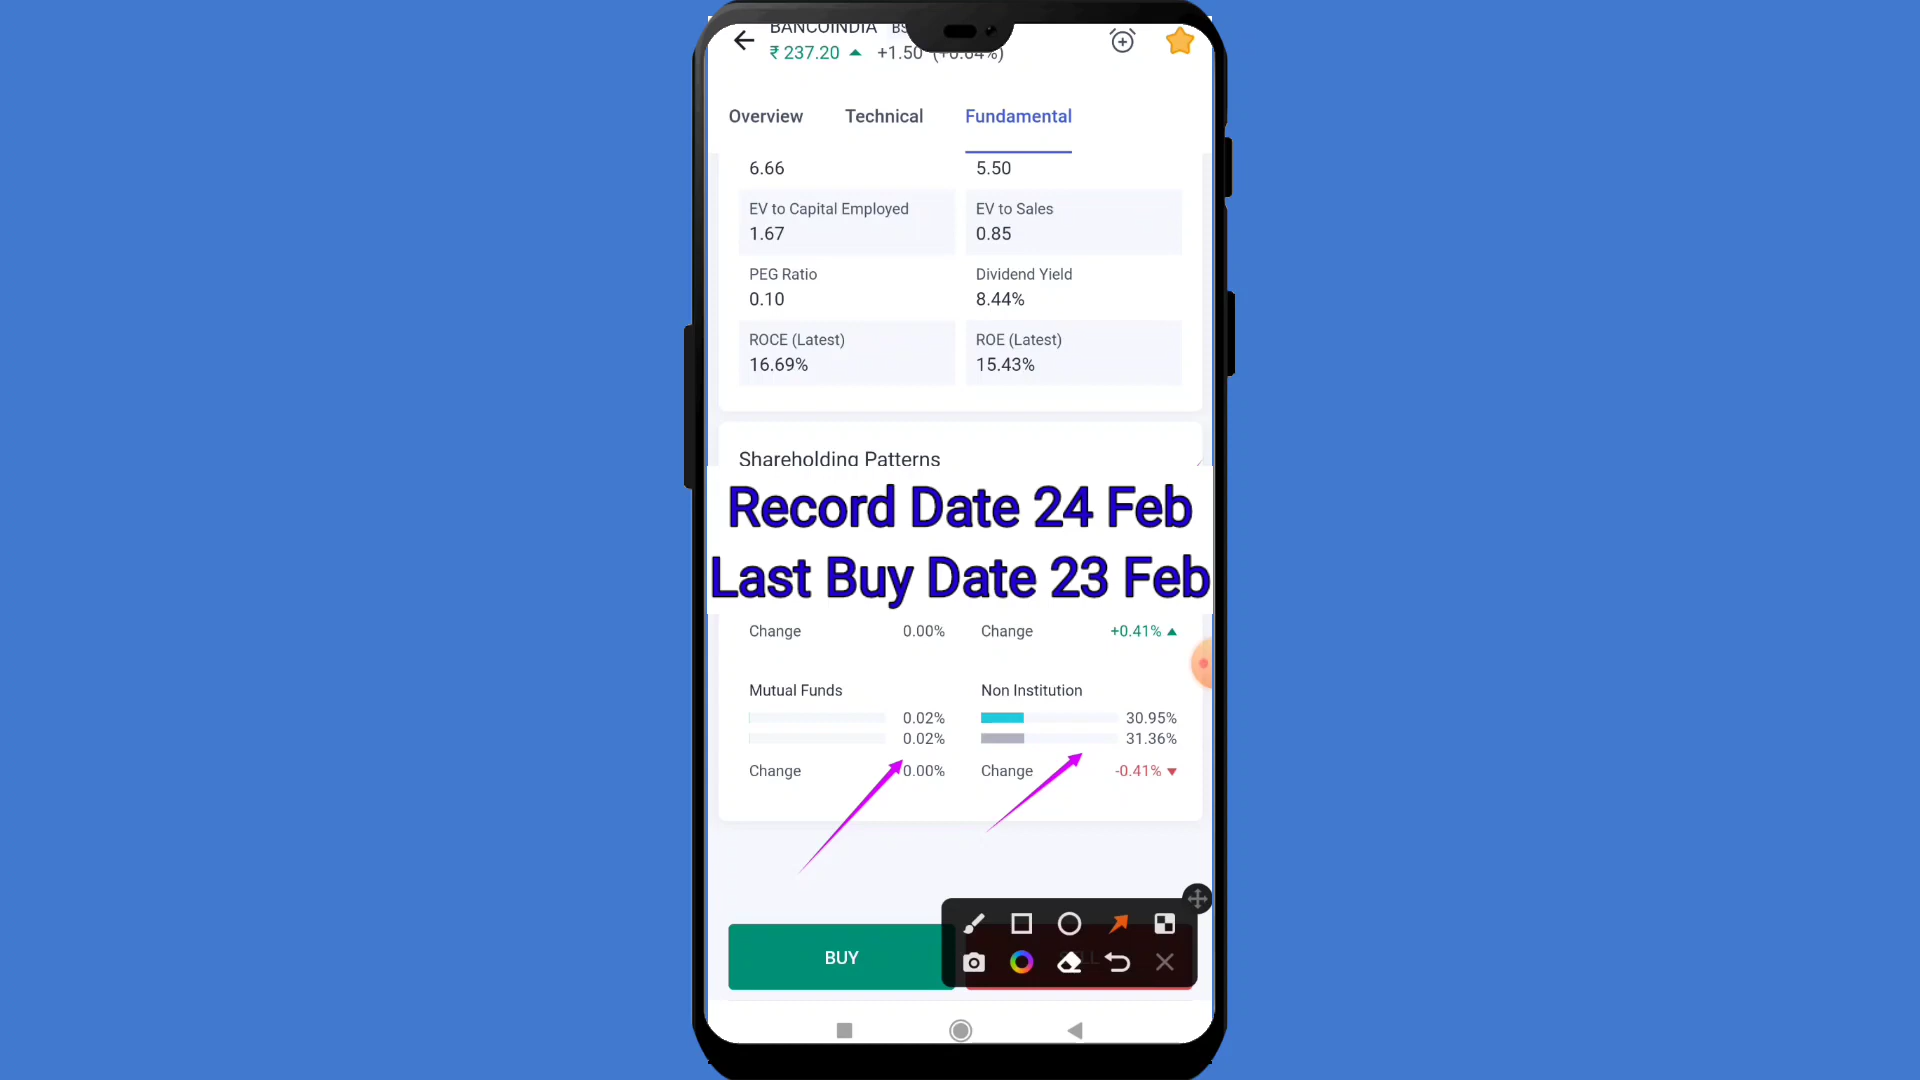 BANCOINDIA
₹ 237.20 +1.50 (+0.64%)
Overview Technical Fundamental
6.66 5.50
EV to Capital Employed EV to Sales
1.67 0.85
PEG Ratio Dividend Yield
0.10 8.44%
ROCE (Latest) ROE (Latest)
16.69% 15.43%
Shareholding Patterns
Record Date 24 Feb
Last Buy Date 23 Feb
Change 0.00% Change +0.41%
Mutual Funds Non Institution
0.02% 30.95%
0.02% 31.36%
Change 0.00% Change -0.41%
BUY